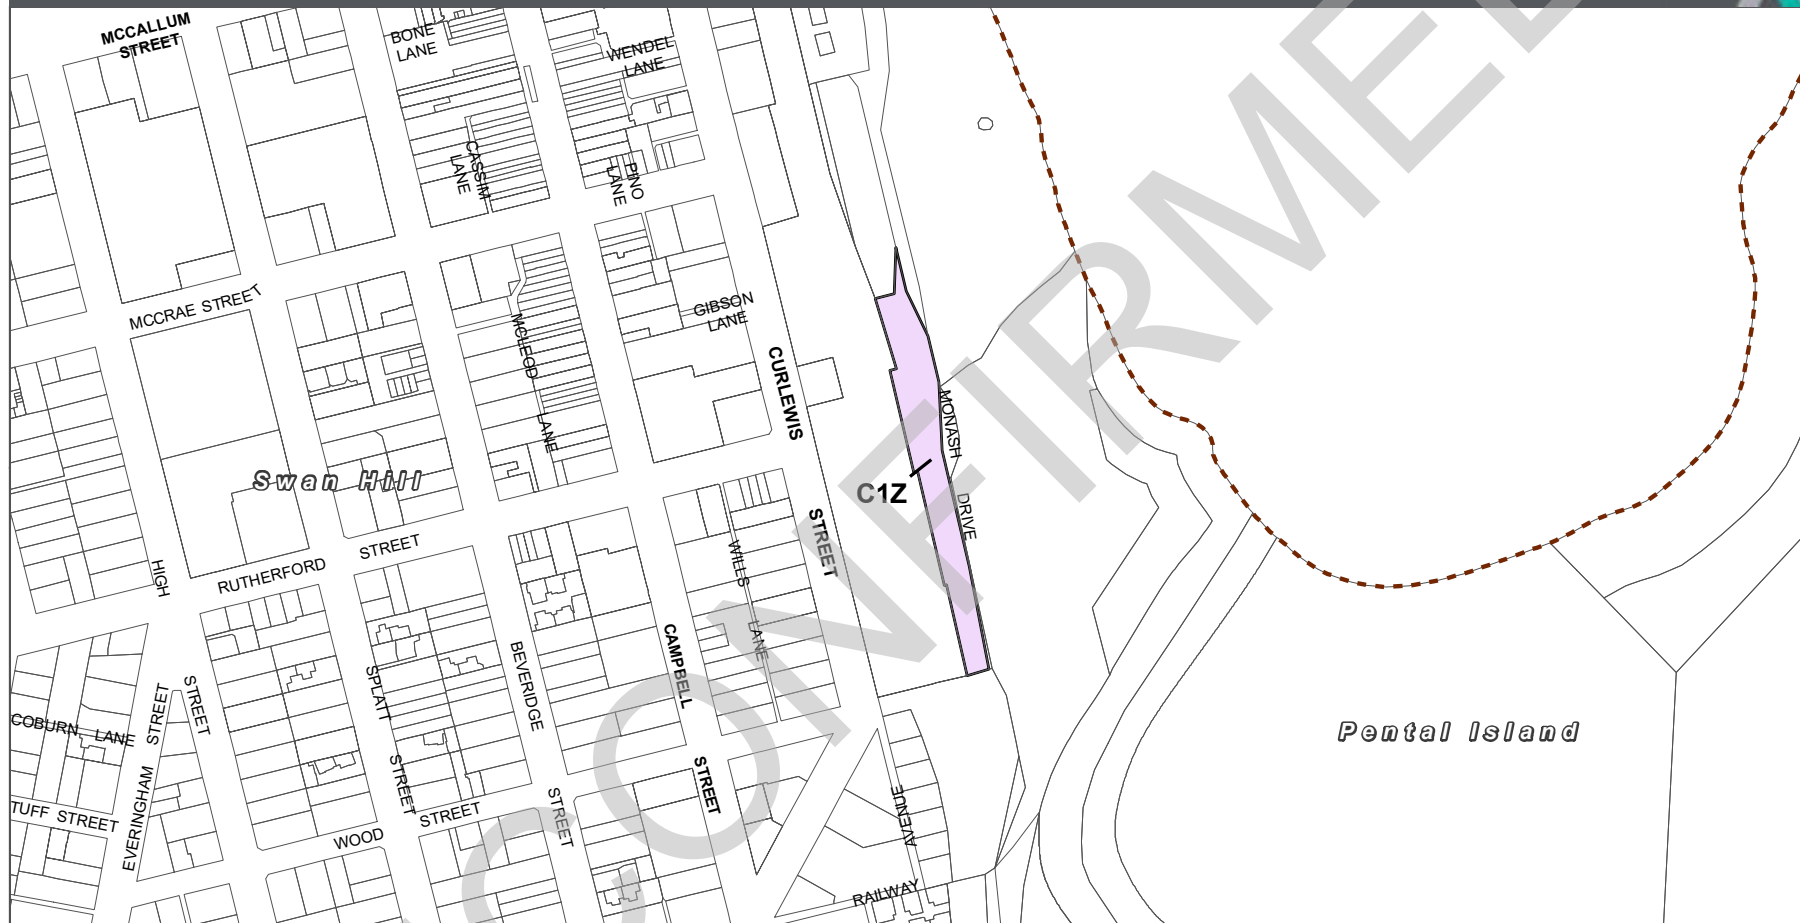 MCCALLUM
STREET
BONE
LANE
WENDEL
LANE
CASSIM
LANE
PINO
LANE
MCCRAE STREET
GIBSON
LANE
MCLEOD
LANE
CURLEWIS
STREET
MONASH
DRIVE
C1Z
Swan Hill
HIGH
STREET
RUTHERFORD STREET
WILLS
LANE
CAMPBELL
STREET
BEVERIDGE
STREET
SPLATT
STREET
COBURN LANE
EVERINGHAM STREET
TUFF STREET
WOOD STREET
AVENUE
RAILWAY
Pental Island
CONFIRMED